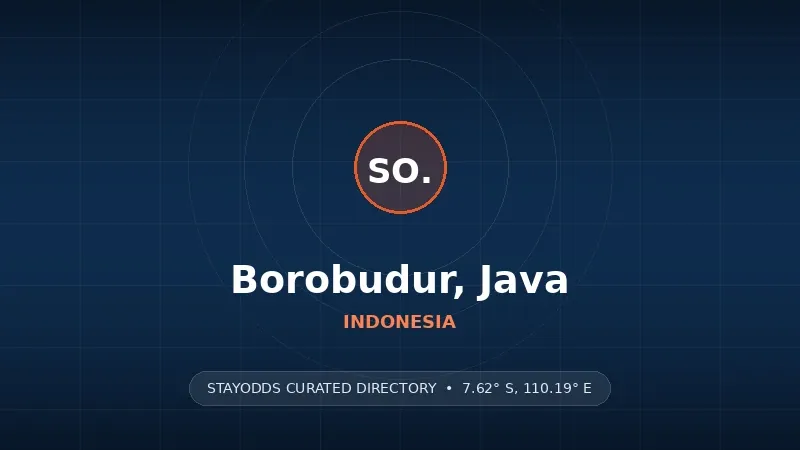 SO.
Borobudur, Java
INDONESIA
STAYODDS CURATED DIRECTORY • 7.62° S, 110.19° E